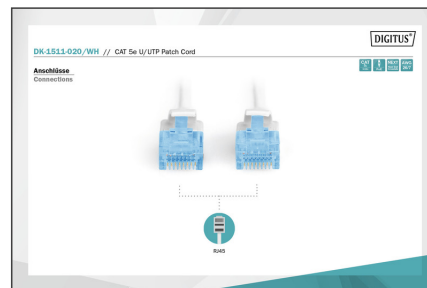 DIGITUS®
DK-1511-020/WH // CAT 5e U/UTP Patch Cord
Anschlüsse
Connections
RJ45